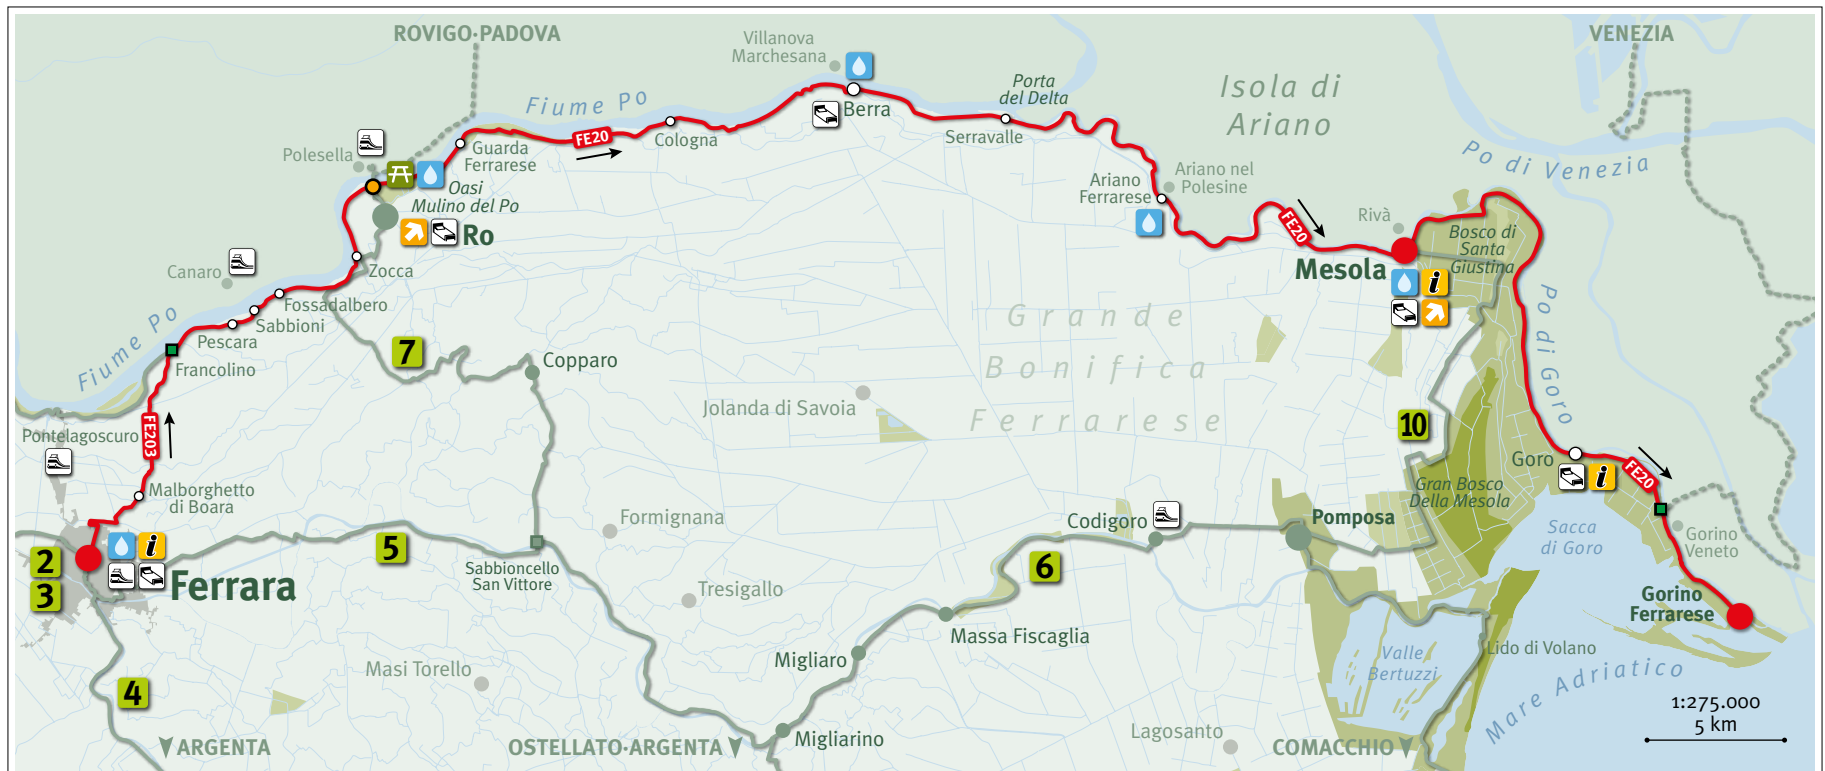 ROVIGO·PADOVA
VENEZIA
Villanova
Marchesana
Fiume Po
Porta
del Delta
Isola di
Ariano
Berra
Polesella
Guarda
Ferrarese
FE20
Cologna
Serravalle
Po di Venezia
Ariano nel
Polesine
Ariano
Ferrarese
Oasi
Mulino del Po
Ro
Rivà
FE20
Bosco di
Santa
Giustina
Canaro
Zocca
Mesola
i
Fossadalbero
Sabbioni
Pescara
Fiume Po
Francolino
7
Copparo
Grande
Bonifica
Ferrarese
Po di Goro
Jolanda di Savoia
10
Pontelagoscuro
FE203
Goro
i
FE20
Malborghetto
di Boara
Gran Bosco
Della Mesola
Formignana
Codigoro
Pomposa
Sacca
di Goro
Gorino
Veneto
2
3
i
Ferrara
5
Sabbioncello
San Vittore
6
Tresigallo
Gorino
Ferrarese
Massa Fiscaglia
Lido di Volano
Migliaro
Valle
Bertuzzi
Masi Torello
4
Mare Adriatico
1:275.000
5 km
Lagosanto
Migliarino
ARGENTA
OSTELLATO·ARGENTA
COMACCHIO